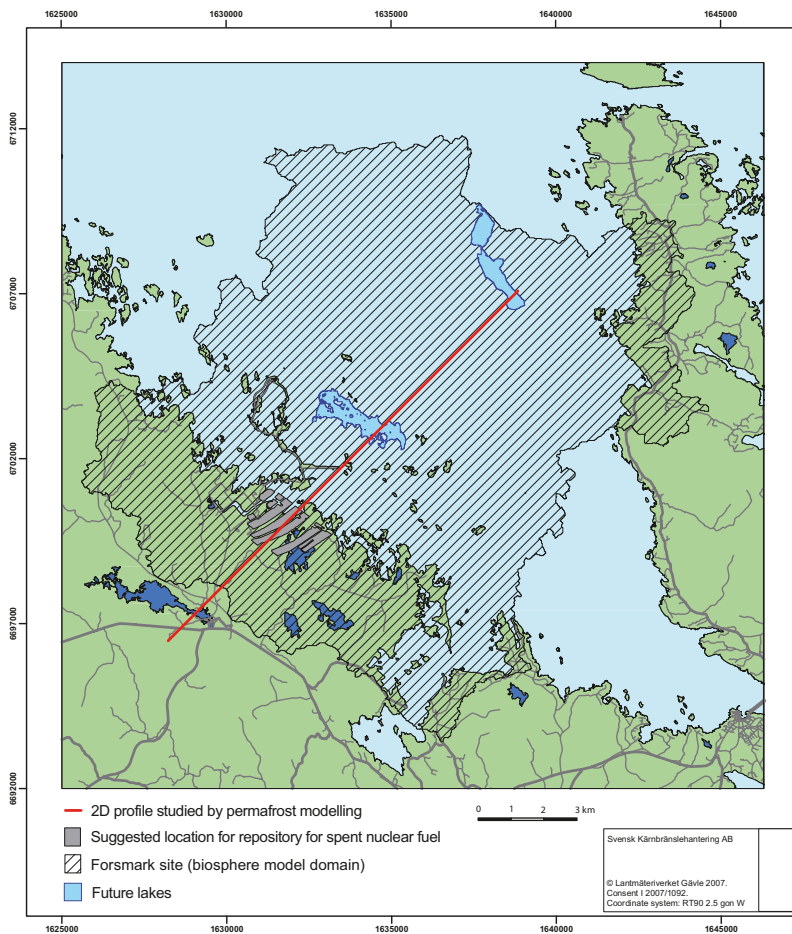 1625000 1630000 1635000 1640000 1645000
6712000
6707000
6702000
6697000
6692000
2D profile studied by permafrost modelling
Suggested location for repository for spent nuclear fuel
Forsmark site (biosphere model domain)
Future lakes
0 1 2 3 km
Svensk Kärnbränslehantering AB
© Lantmäteriverket Gävle 2007.
Consent I 2007/1092.
Coordinate system: RT90 2.5 gon W
1625000 1630000 1635000 1640000 1645000